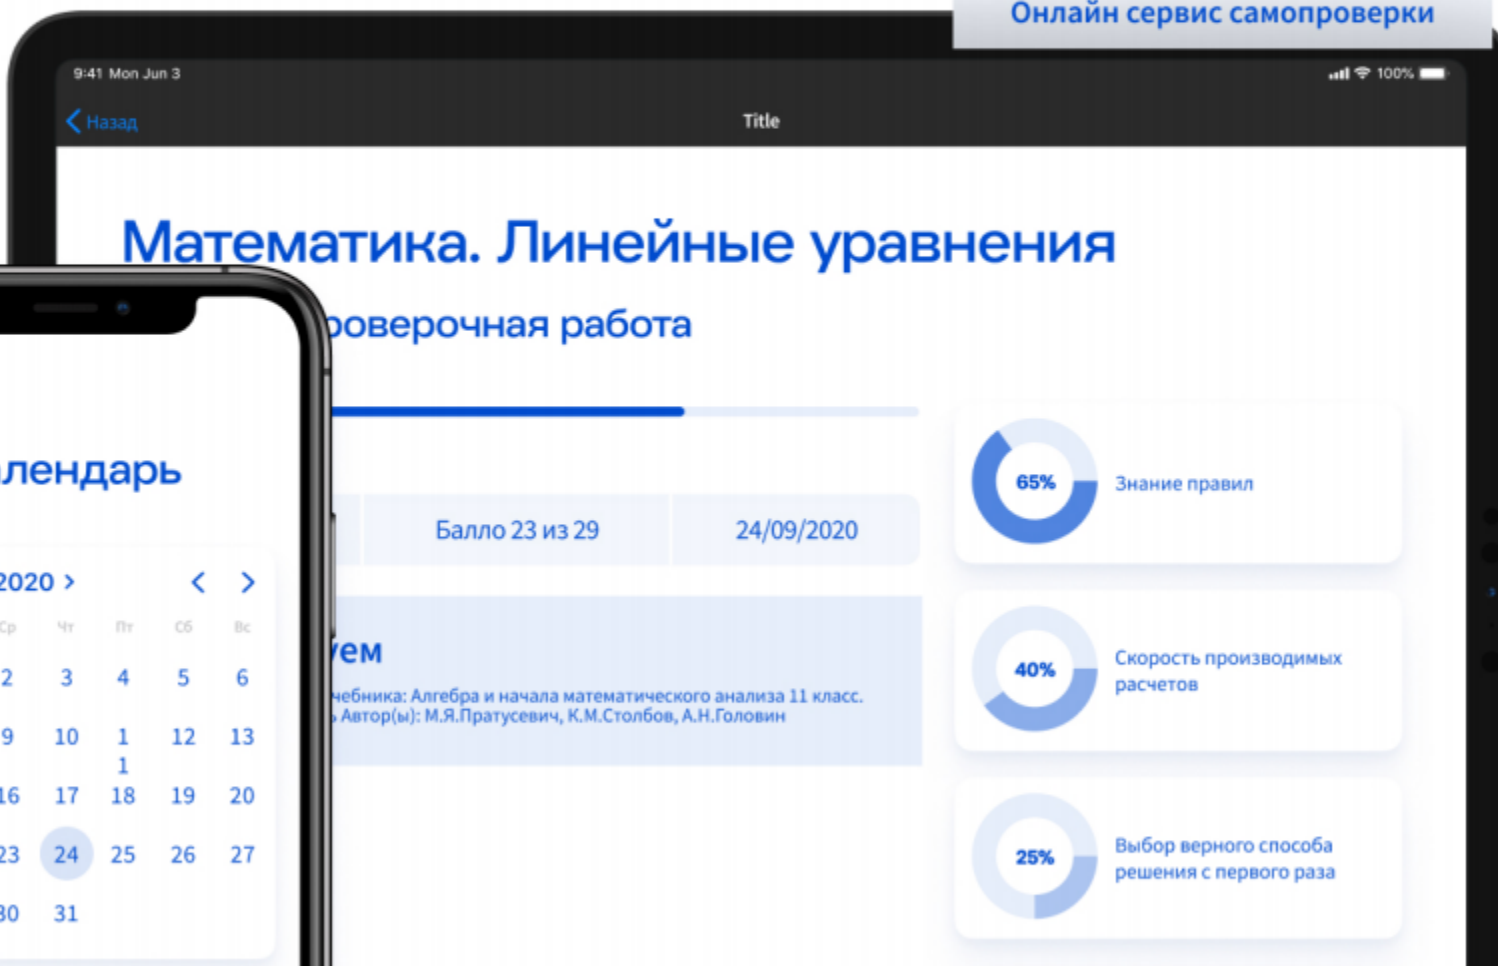 Онлайн сервис самопроверки
9:41 Mon Jun 3
100%
Назад
Title
Математика. Линейные уравнения
роверочная работа
Балло 23 из 29
24/09/2020
уем
чебника: Алгебра и начала математического анализа 11 класс.
Автор(ы): М.Я.Пратусевич, К.М.Столбов, А.Н.Головин
65%
Знание правил
40%
Скорость производимых
расчетов
25%
Выбор верного способа
решения с первого раза
лендарь
2020
Ср Чт Пт Сб Вс
2 3 4 5 6
9 10 1 12 13
1
16 17 18 19 20
23 24 25 26 27
30 31